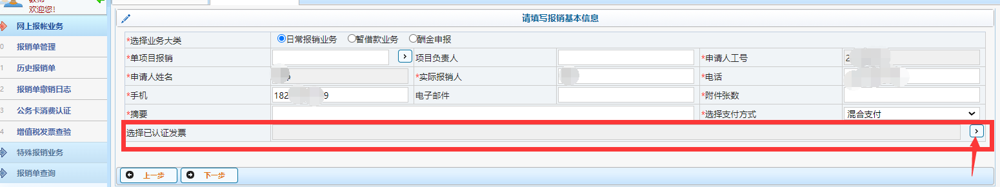 欢迎您!
网上报帐业务
0 报销单管理
1 历史报销单
2 报销单撤销日志
3 公务卡消费认证
4 增值税发票查验
特殊报销业务
报销单查询
请填写报销基本信息
*选择业务大类 日常报销业务 暂借款业务 酬金申报
*单项目报销 项目负责人 *申请人工号 2
*申请人姓名 *实际报销人 *电话
*手机 182 9 电子邮件 *附件张数
*摘要 *选择支付方式 混合支付
选择已认证发票
上一步 下一步